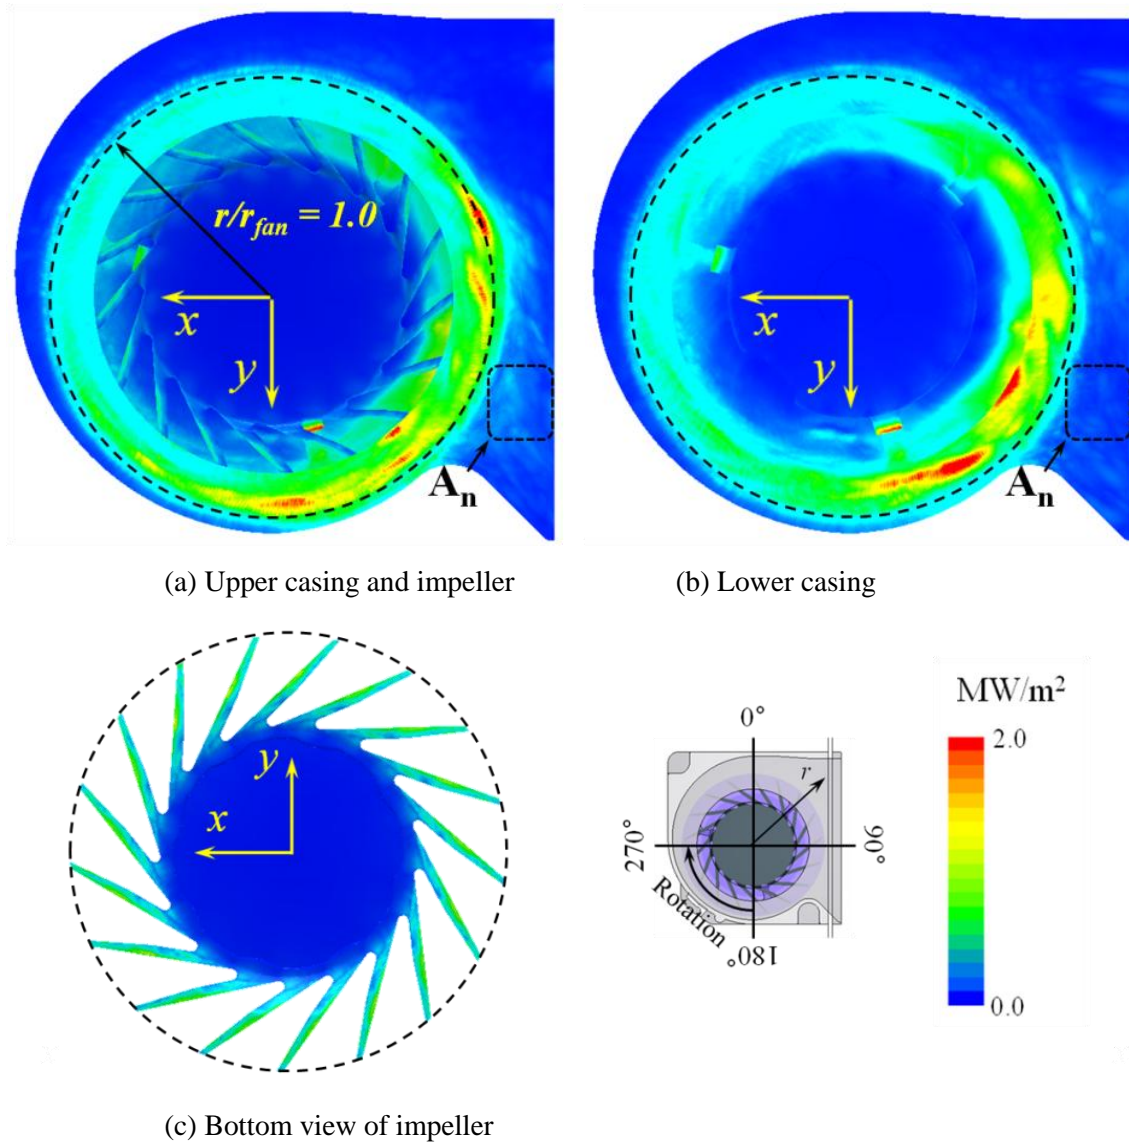 r/r_fan = 1.0
x
y
A_n
(a) Upper casing and impeller
x
y
A_n
(b) Lower casing
y
x
(c) Bottom view of impeller
0°
r
270°
90°
Rotation
180°
MW/m²
2.0
0.0